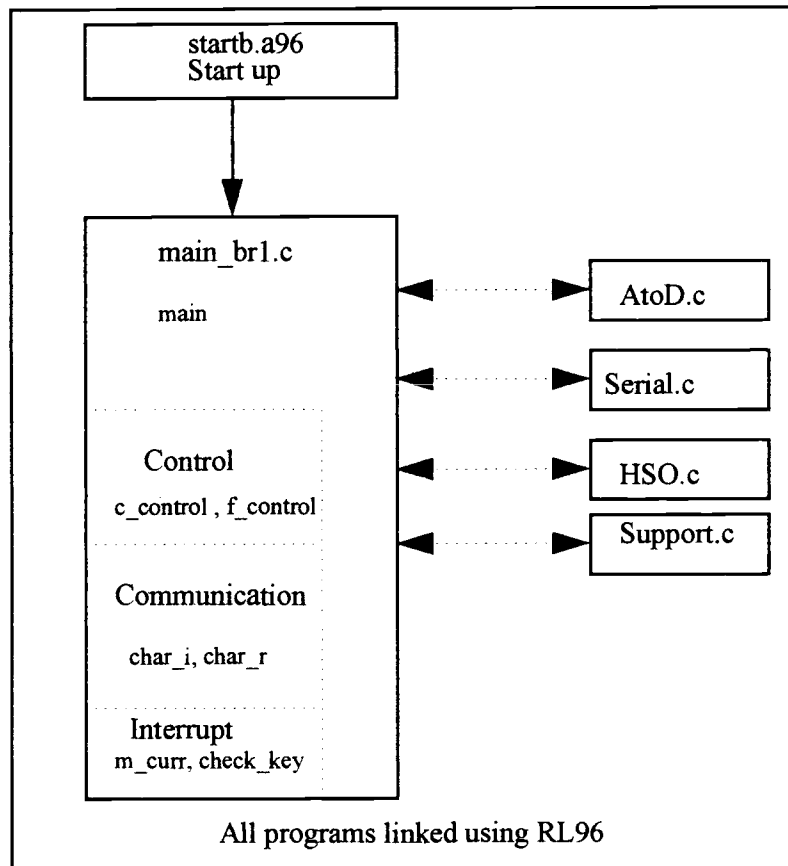 startb.a96
Start up
main_br1.c
main
Control
c_control , f_control
Communication
char_i, char_r
Interrupt
m_curr, check_key
AtoD.c
Serial.c
HSO.c
Support.c
All programs linked using RL96